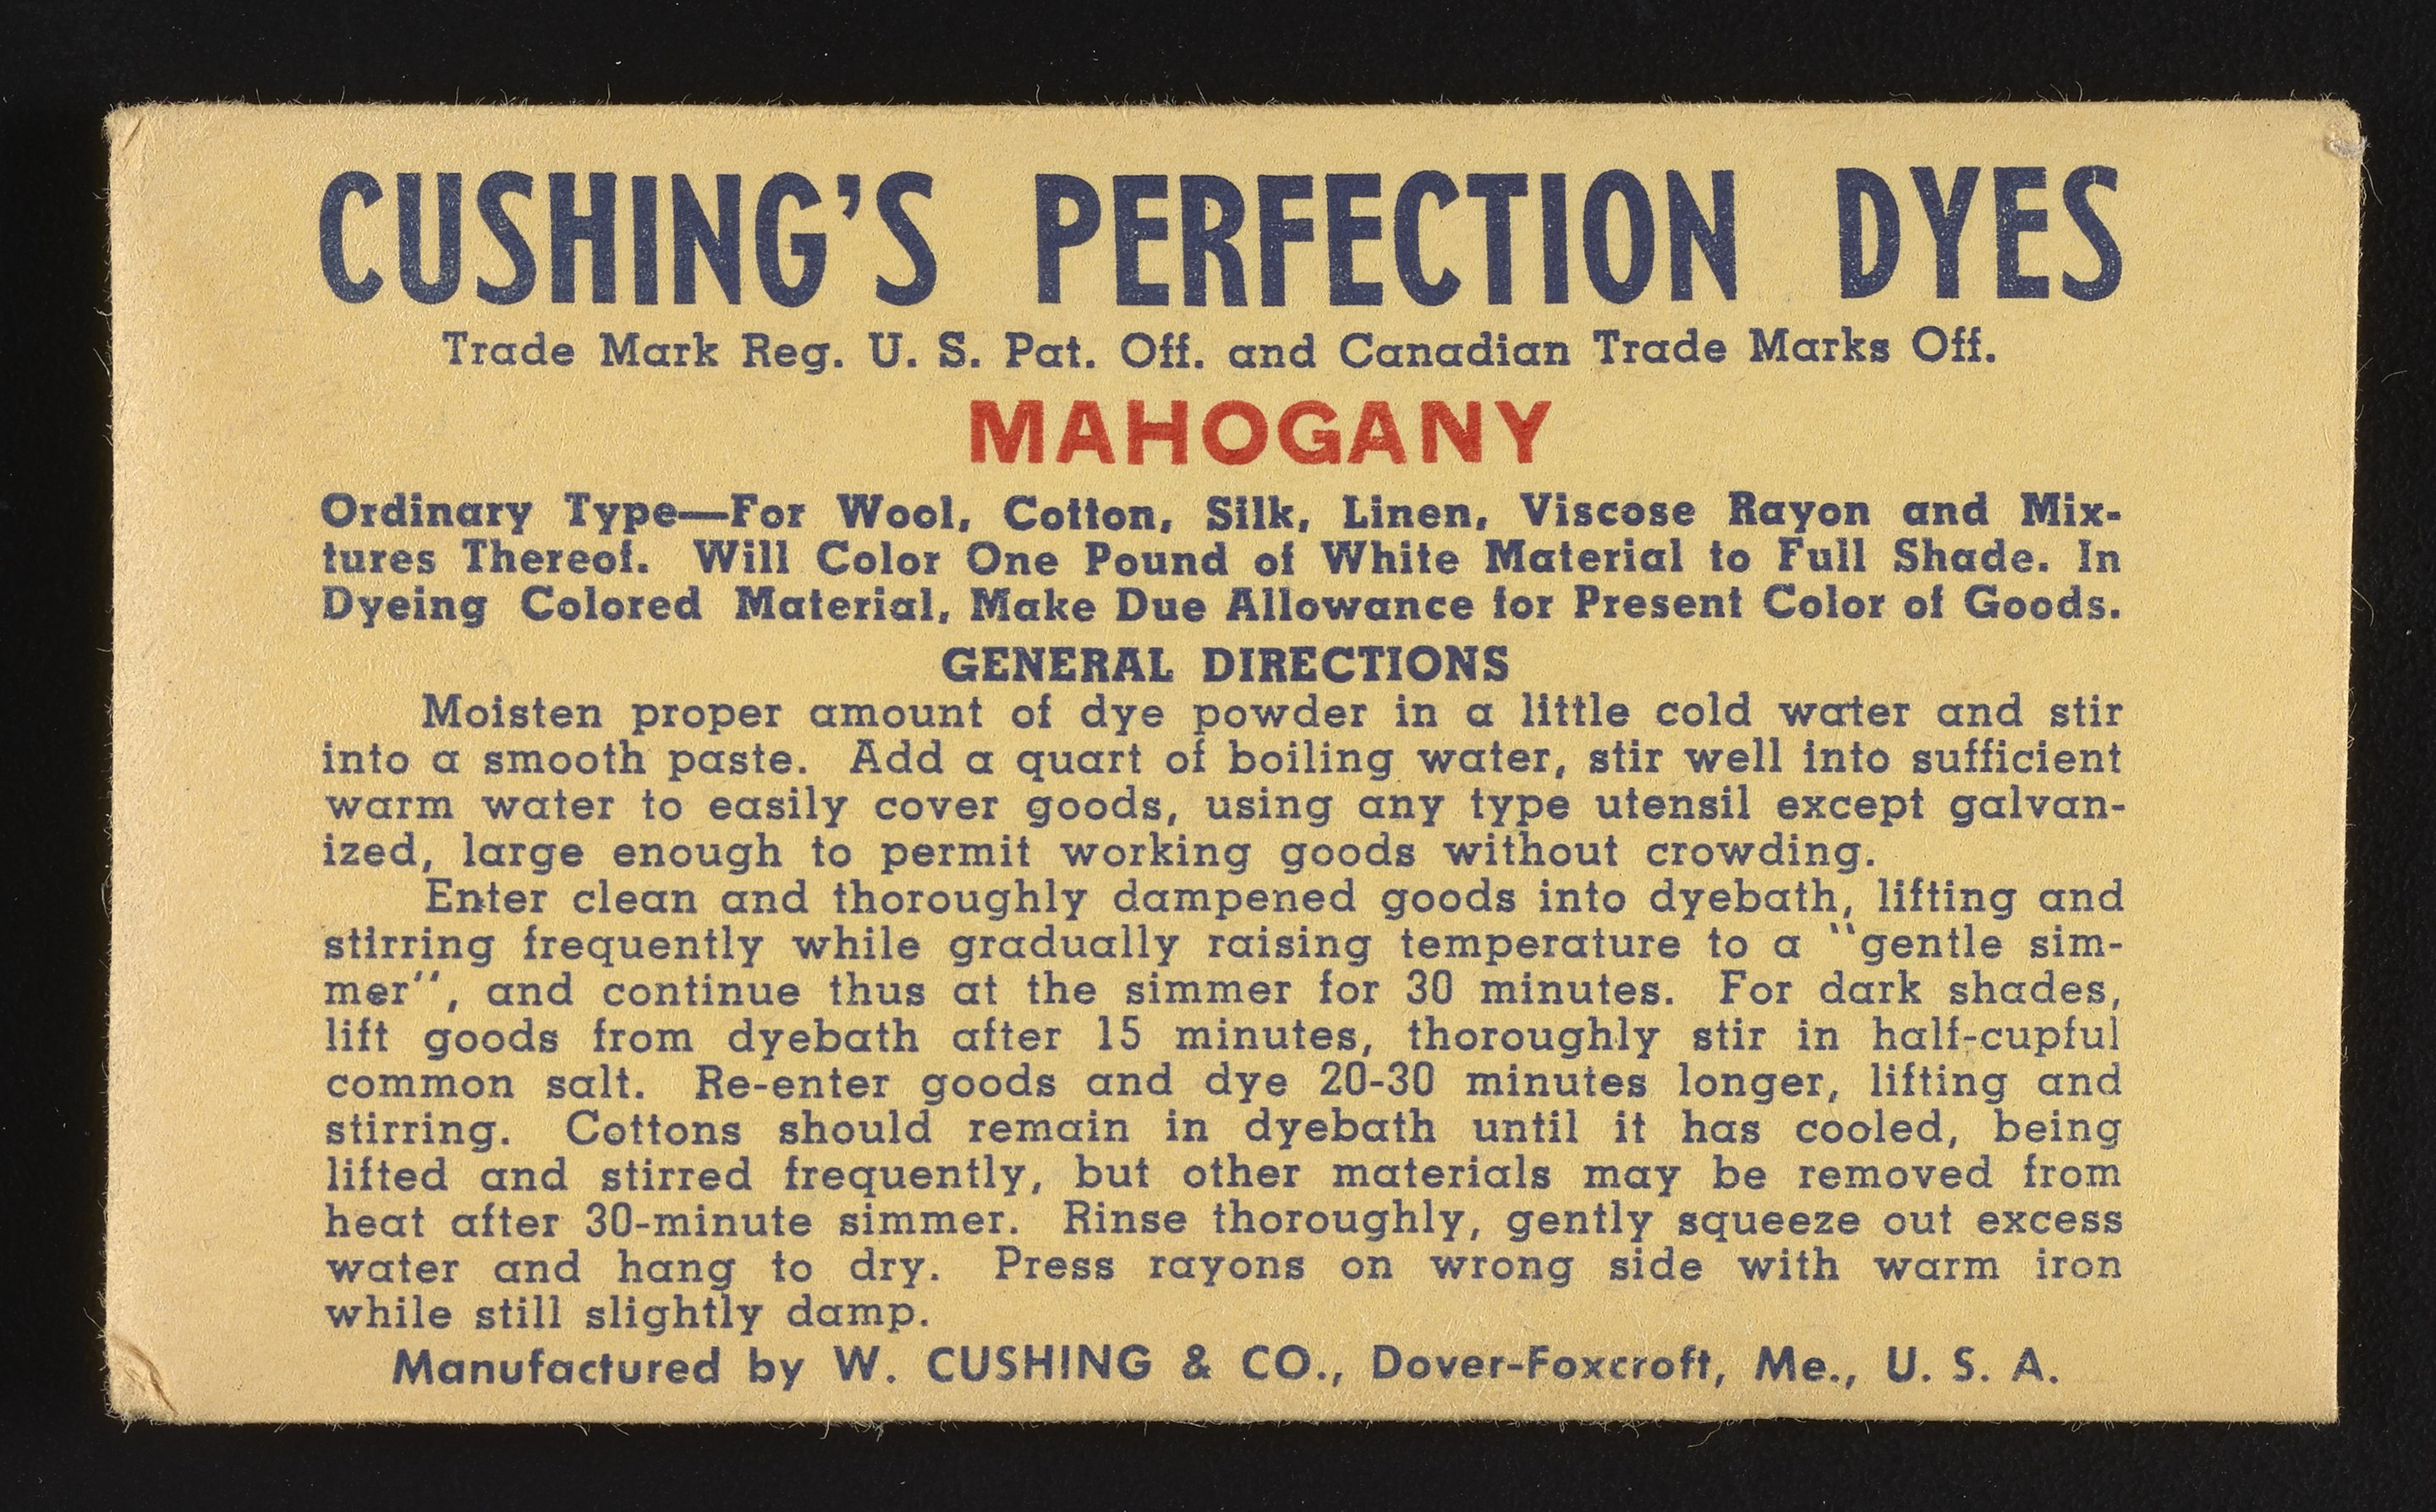 CUSHING'S PERFECTION DYES
Trade Mark Reg. U. S. Pat. Off. and Canadian Trade Marks Off.
MAHOGANY
Ordinary Type—For Wool, Cotton, Silk, Linen, Viscose Rayon and Mix-
tures Thereof. Will Color One Pound of White Material to Full Shade. In
Dyeing Colored Material, Make Due Allowance for Present Color of Goods.
GENERAL DIRECTIONS
Moisten proper amount of dye powder in a little cold water and stir
into a smooth paste. Add a quart of boiling water, stir well into sufficient
warm water to easily cover goods, using any type utensil except galvan-
ized, large enough to permit working goods without crowding.
Enter clean and thoroughly dampened goods into dyebath, lifting and
stirring frequently while gradually raising temperature to a "gentle sim-
mer", and continue thus at the simmer for 30 minutes. For dark shades,
lift goods from dyebath after 15 minutes, thoroughly stir in half-cupful
common salt. Re-enter goods and dye 20-30 minutes longer, lifting and
stirring. Cottons should remain in dyebath until it has cooled, being
lifted and stirred frequently, but other materials may be removed from
heat after 30-minute simmer. Rinse thoroughly, gently squeeze out excess
water and hang to dry. Press rayons on wrong side with warm iron
while still slightly damp.
Manufactured by W. CUSHING & CO., Dover-Foxcroft, Me., U. S. A.